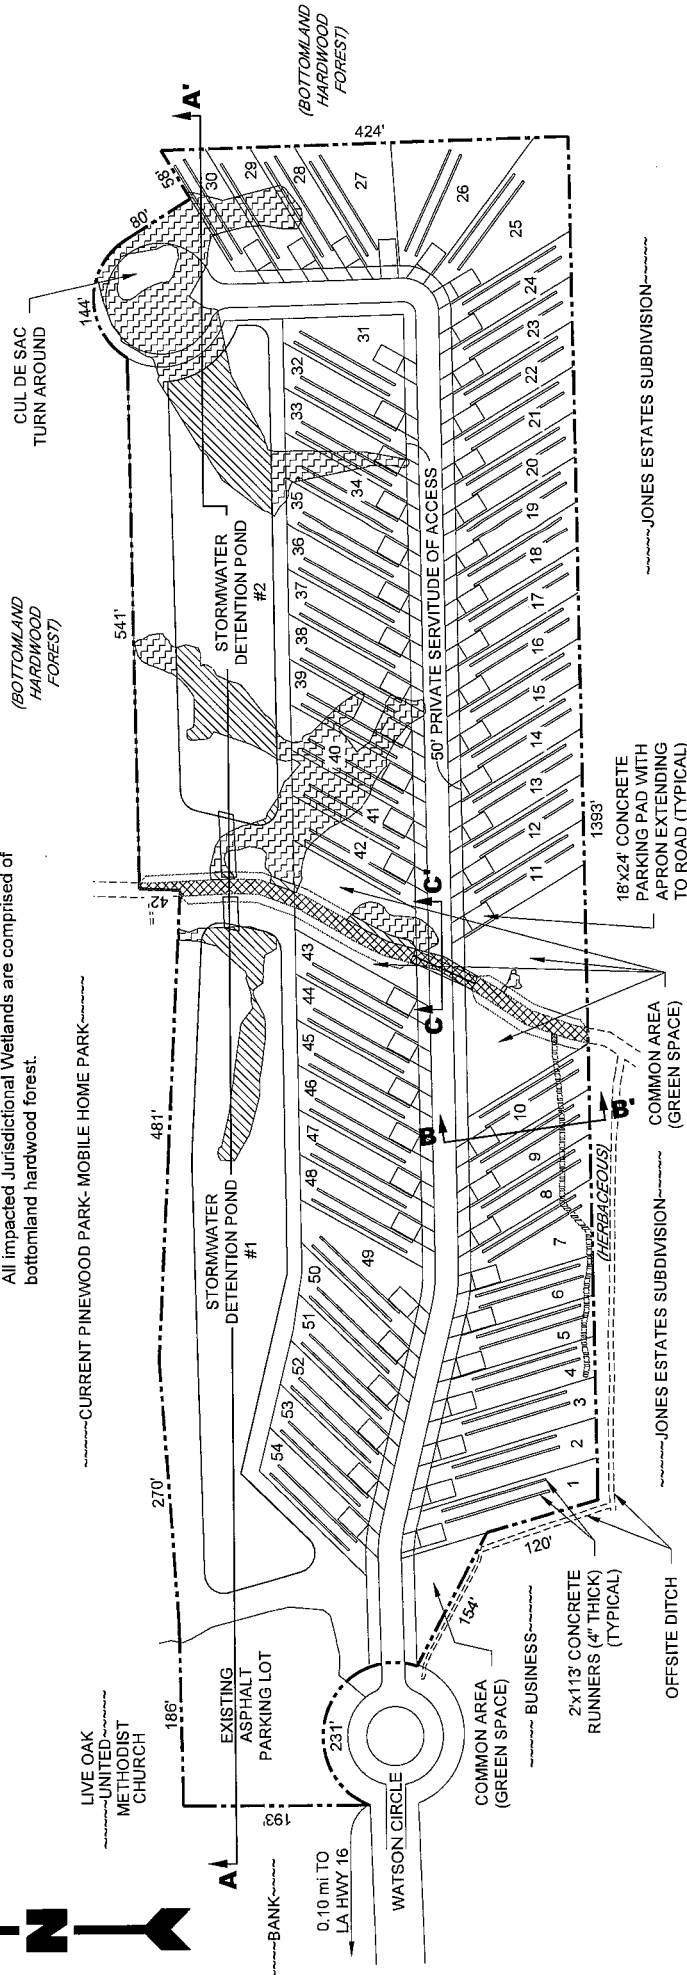 All impacted Jurisdictional Wetlands are comprised of
bottomland hardwood forest.
N
LIVE OAK
~~~~~UNITED~~~~~
METHODIST
CHURCH
~~~~~CURRENT PINEWOOD PARK- MOBILE HOME PARK~~~~~
(BOTTOMLAND
HARDWOOD
FOREST)
CUL DE SAC
TURN AROUND
(BOTTOMLAND
HARDWOOD
FOREST)
186'
270'
481'
42'
541'
144'
80'
58'
424'
193'
A
A'
EXISTING
ASPHALT
PARKING LOT
STORMWATER
DETENTION POND
#1
STORMWATER
DETENTION POND
#2
~~~~~BANK~~~~~
0.10 mi TO
LA HWY 16
231'
WATSON CIRCLE
54
53
52
51
50
49
48
47
46
45
44
43
42
41
40
39
38
37
36
35
34
33
32
31
30
29
28
27
26
25
50' PRIVATE SERVITUDE OF ACCESS
C
C'
B
B'
1
2
3
4
5
6
7
8
9
10
11
12
13
14
15
16
17
18
19
20
21
22
23
24
(HERBACEOUS)
154'
120'
1393'
COMMON AREA
(GREEN SPACE)
~~~~~ BUSINESS~~~~~
2'x113' CONCRETE
RUNNERS (4" THICK)
(TYPICAL)
OFFSITE DITCH
~~~~~JONES ESTATES SUBDIVISION~~~~~
COMMON AREA
(GREEN SPACE)
18'x24' CONCRETE
PARKING PAD WITH
APRON EXTENDING
TO ROAD (TYPICAL)
~~~~~JONES ESTATES SUBDIVISION~~~~~